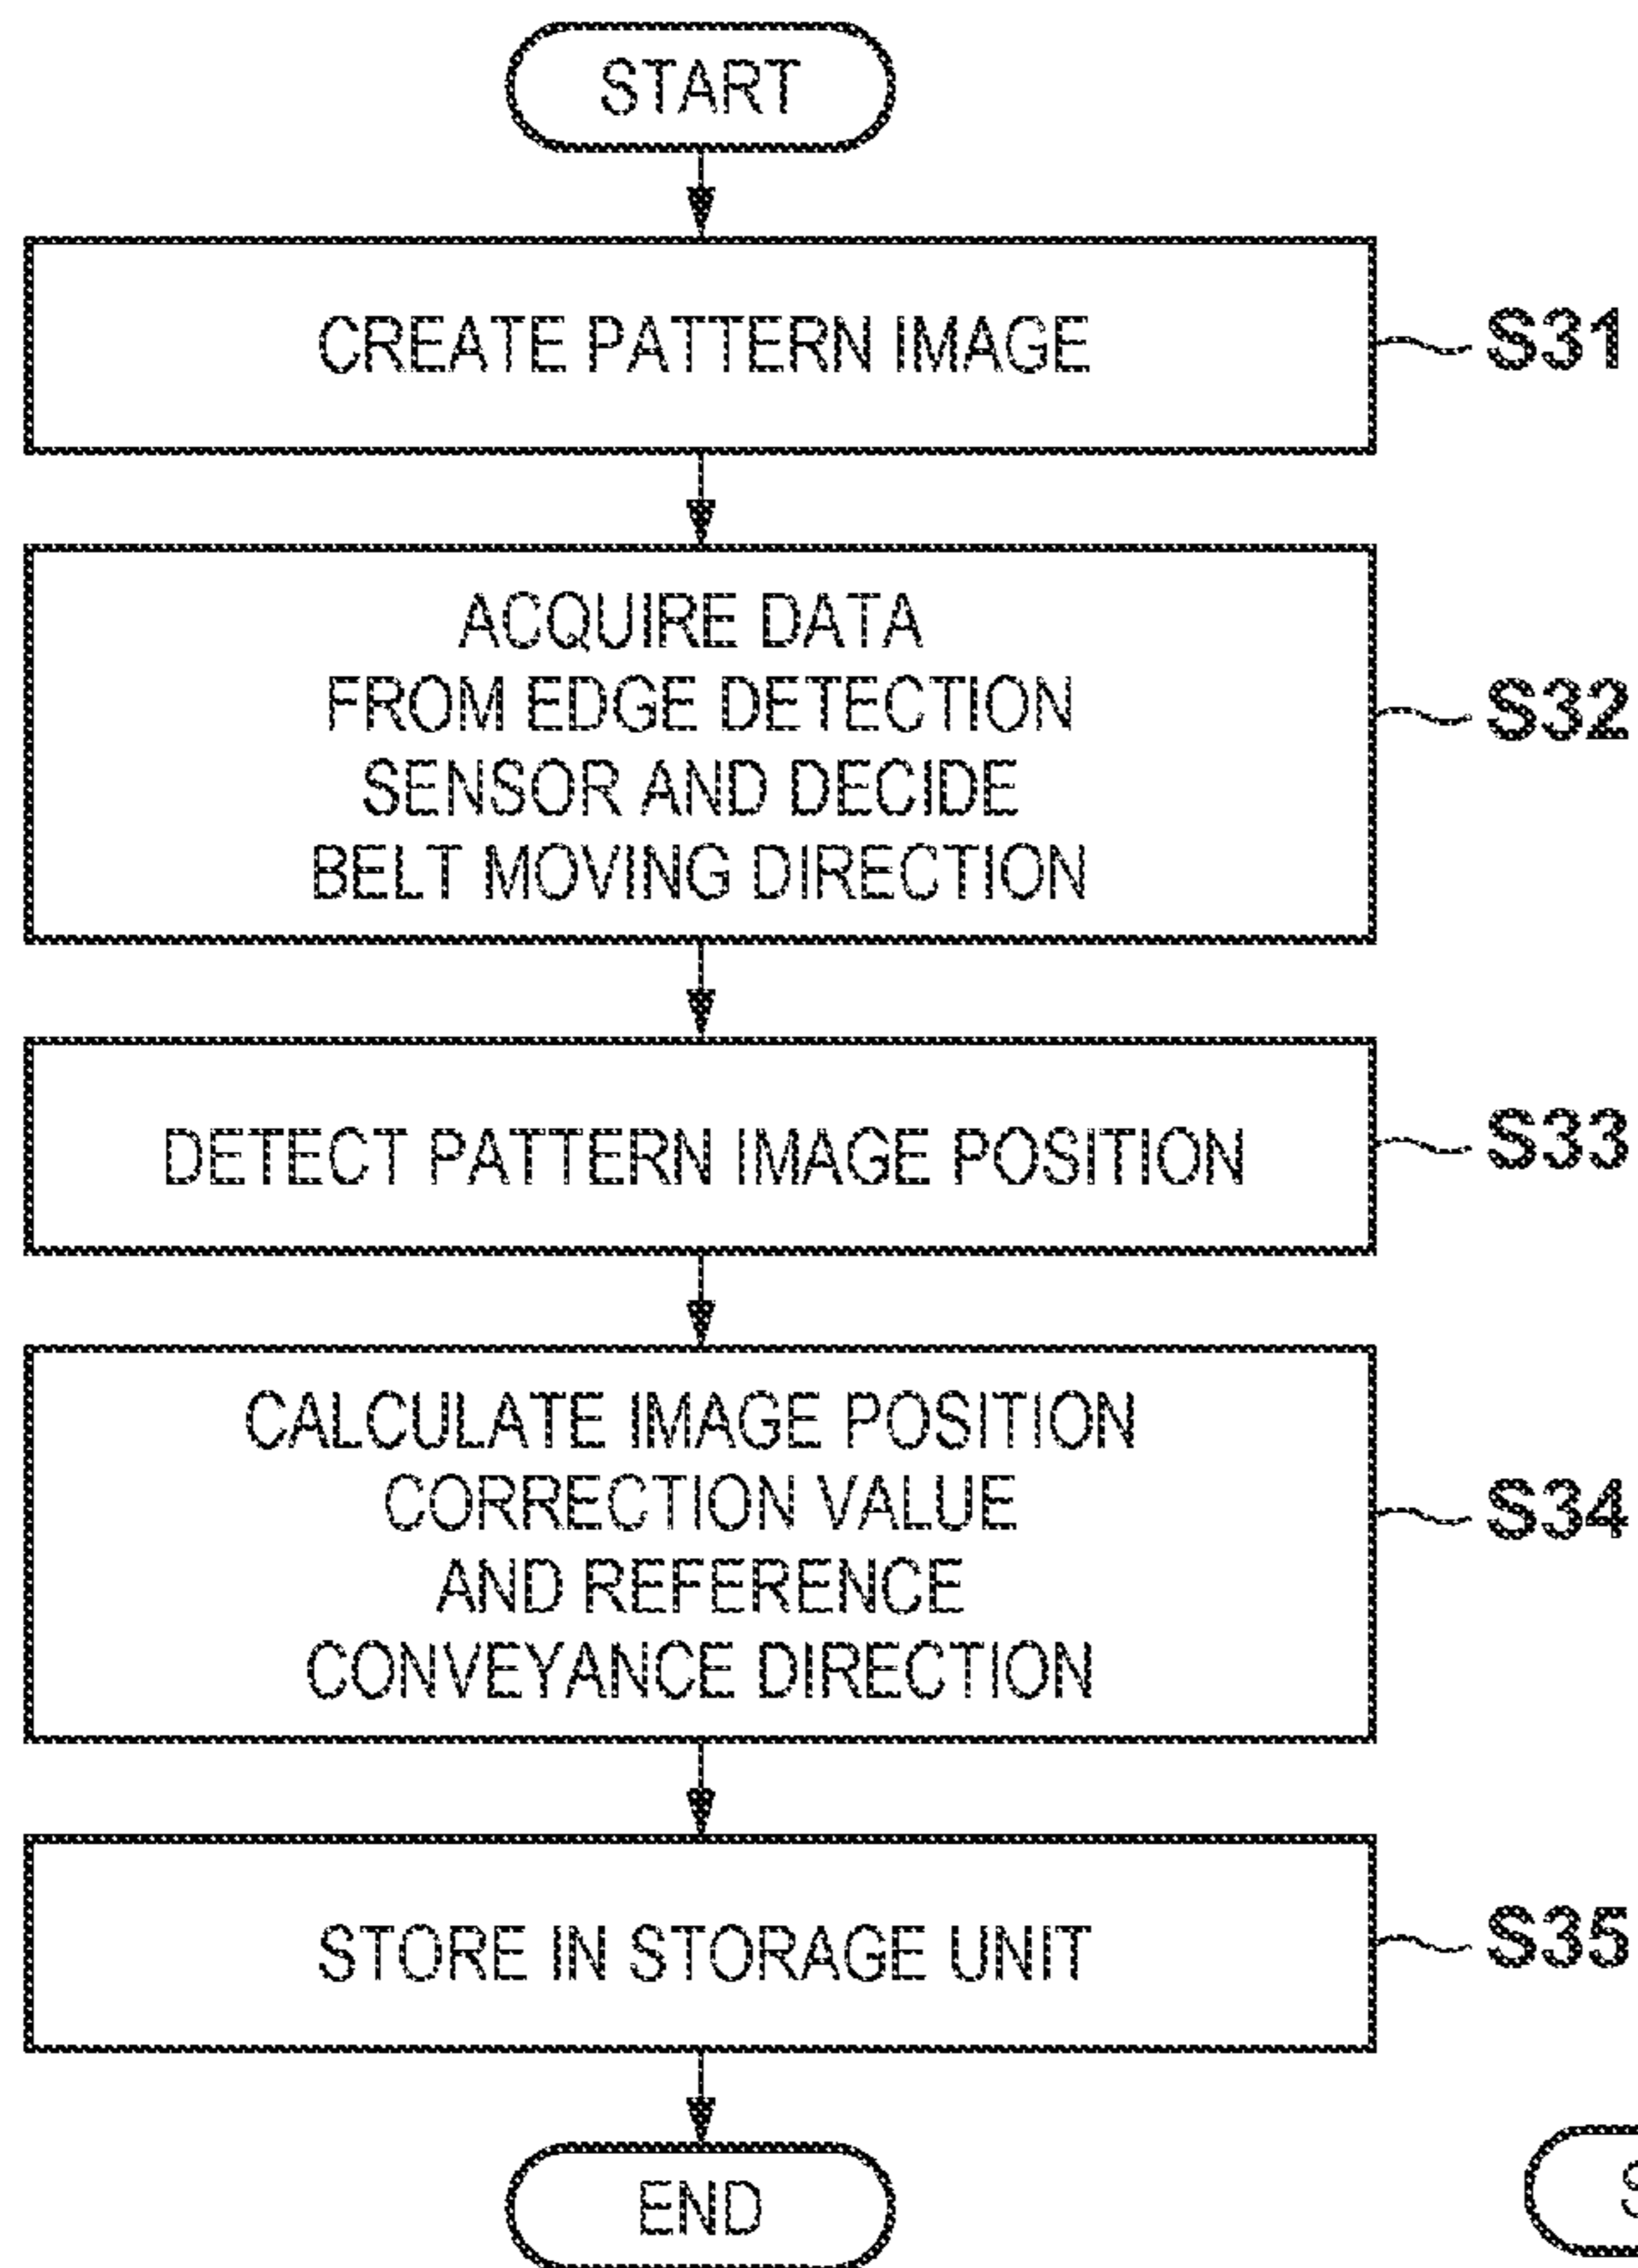 START
CREATE PATTERN IMAGE
S31
ACQUIRE DATA
FROM EDGE DETECTION
SENSOR AND DECIDE
BELT MOVING DIRECTION
S32
DETECT PATTERN IMAGE POSITION
S33
CALCULATE IMAGE POSITION
CORRECTION VALUE
AND REFERENCE
CONVEYANCE DIRECTION
S34
STORE IN STORAGE UNIT
S35
END